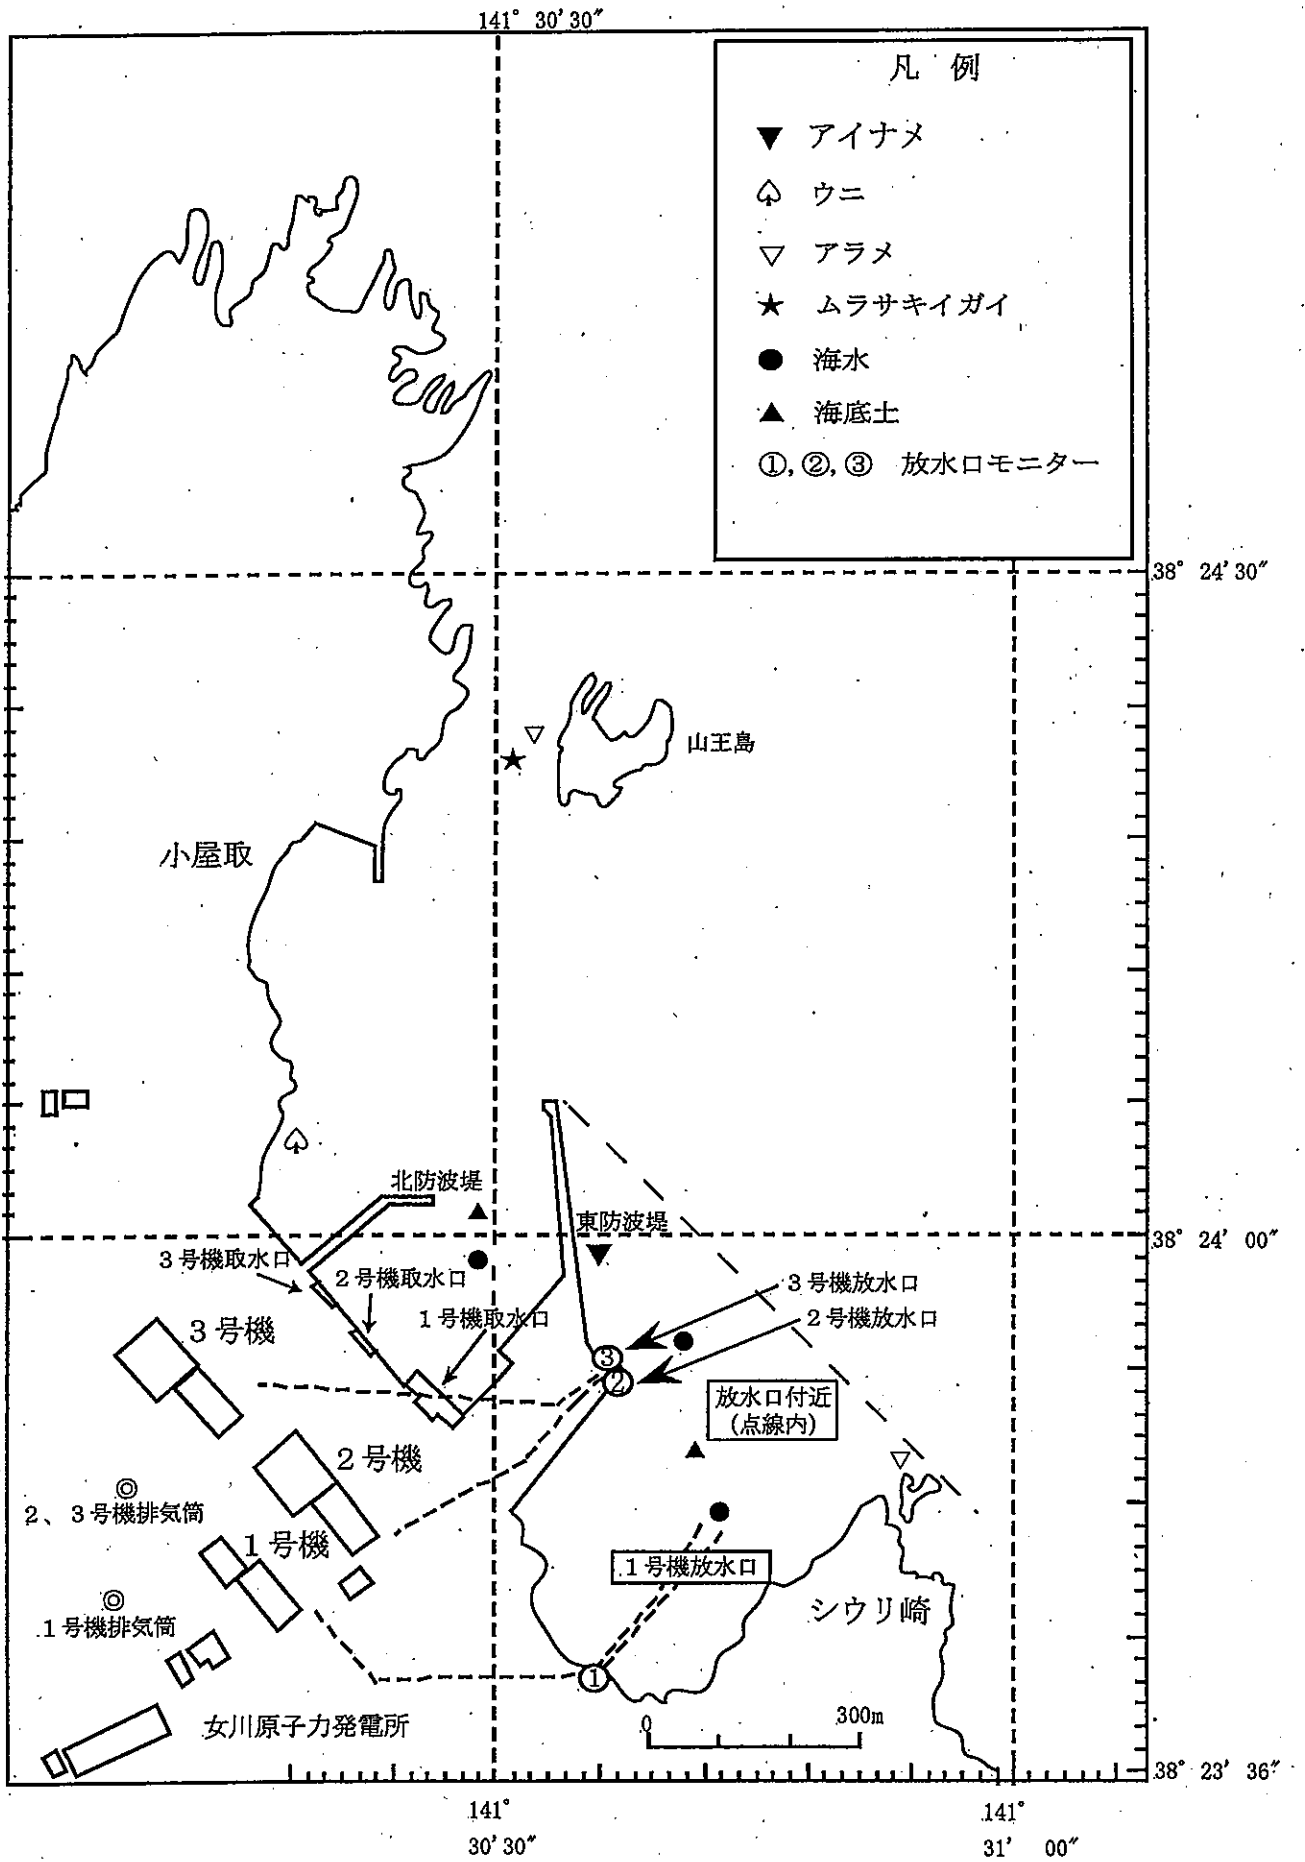 141° 30′30″
凡 例
アイナメ
ウニ
アラメ
ムラサキイガイ
海水
海底土
①,②,③ 放水口モニター
38° 24′30″
山王島
小屋取
北防波堤
東防波堤
38° 24′ 00″
3号機取水口
2号機取水口
1号機取水口
3号機放水口
2号機放水口
3号機
③
②
放水口付近
(点線内)
2号機
2、3号機排気筒
1号機
1号機放水口
1号機排気筒
シウリ崎
①
女川原子力発電所
0 300m
38° 23′ 36″
141°
30′30″
141°
31′ 00″